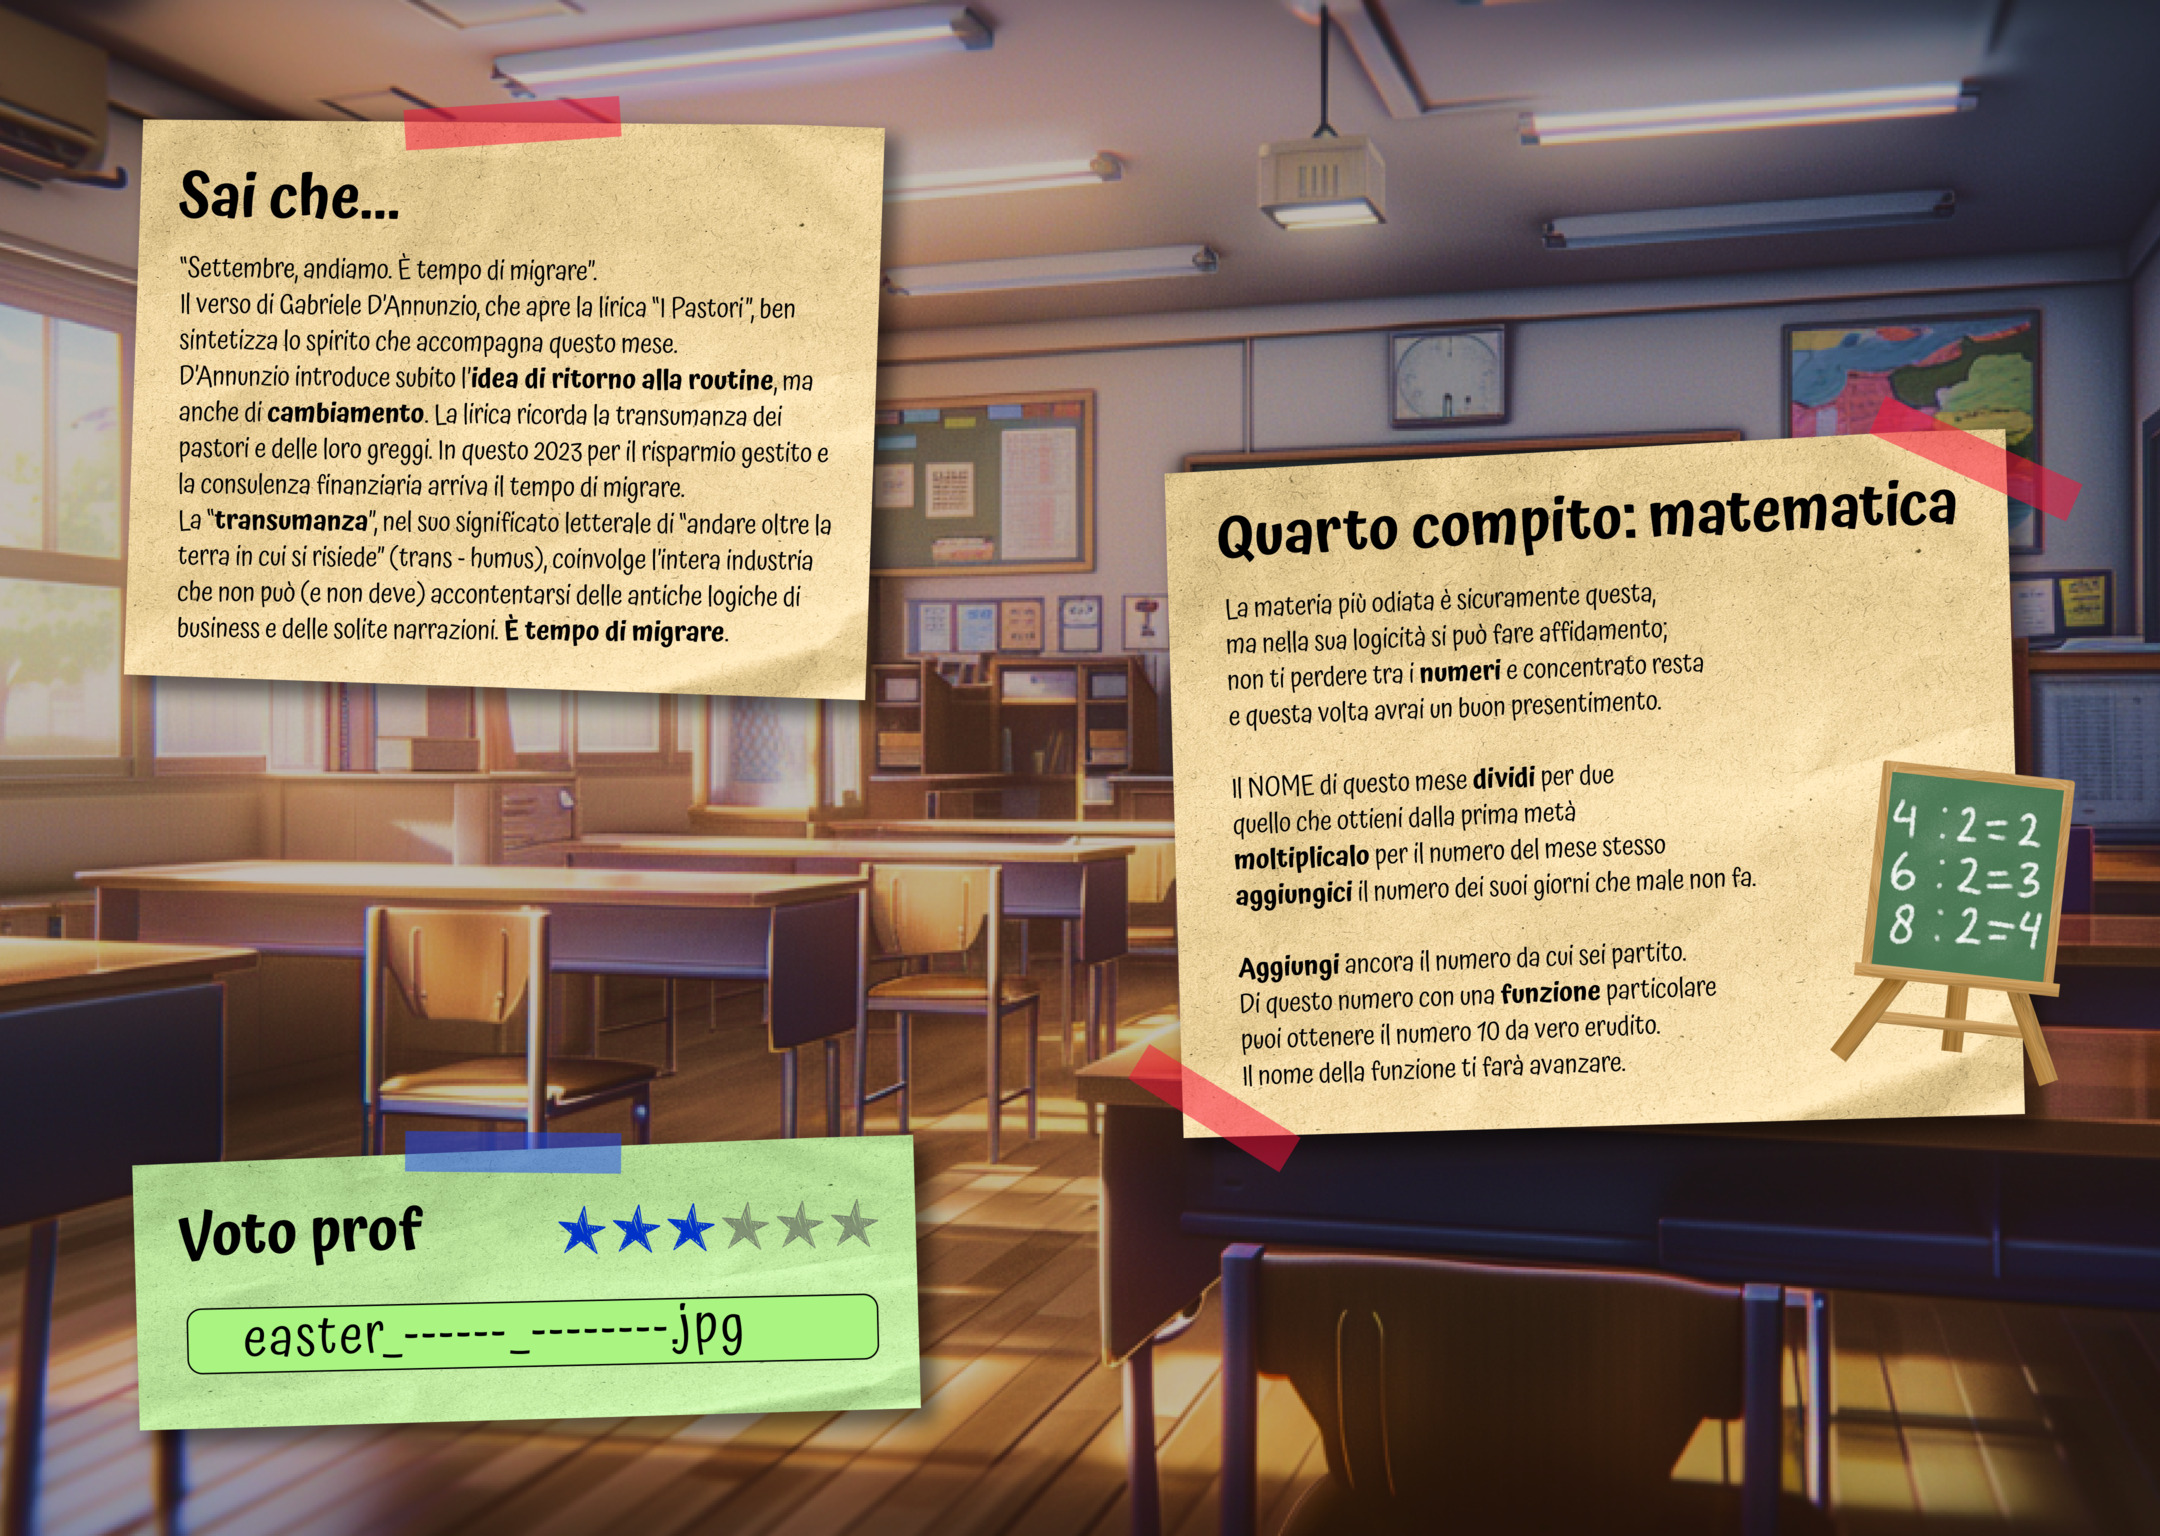 Sai che...
"Settembre, andiamo. È tempo di migrare".
Il verso di Gabriele D'Annunzio, che apre la lirica "I Pastori", ben
sintetizza lo spirito che accompagna questo mese.
D'Annunzio introduce subito l'idea di ritorno alla routine, ma
anche di cambiamento. La lirica ricorda la transumanza dei
pastori e delle loro greggi. In questo 2023 per il risparmio gestito e
la consulenza finanziaria arriva il tempo di migrare.
La "transumanza", nel suo significato letterale di "andare oltre la
terra in cui si risiede" (trans - humus), coinvolge l'intera industria
che non può (e non deve) accontentarsi delle antiche logiche di
business e delle solite narrazioni. È tempo di migrare.
Quarto compito: matematica
La materia più odiata è sicuramente questa,
ma nella sua logicità si può fare affidamento;
non ti perdere tra i numeri e concentrato resta
e questa volta avrai un buon presentimento.
Il NOME di questo mese dividi per due
quello che ottieni dalla prima metà
moltiplicalo per il numero del mese stesso
aggiungici il numero dei suoi giorni che male non fa.
Aggiungi ancora il numero da cui sei partito.
Di questo numero con una funzione particolare
puoi ottenere il numero 10 da vero erudito.
Il nome della funzione ti farà avanzare.
4 : 2 = 2
6 : 2 = 3
8 : 2 = 4
Voto prof
easter_------_--------.jpg